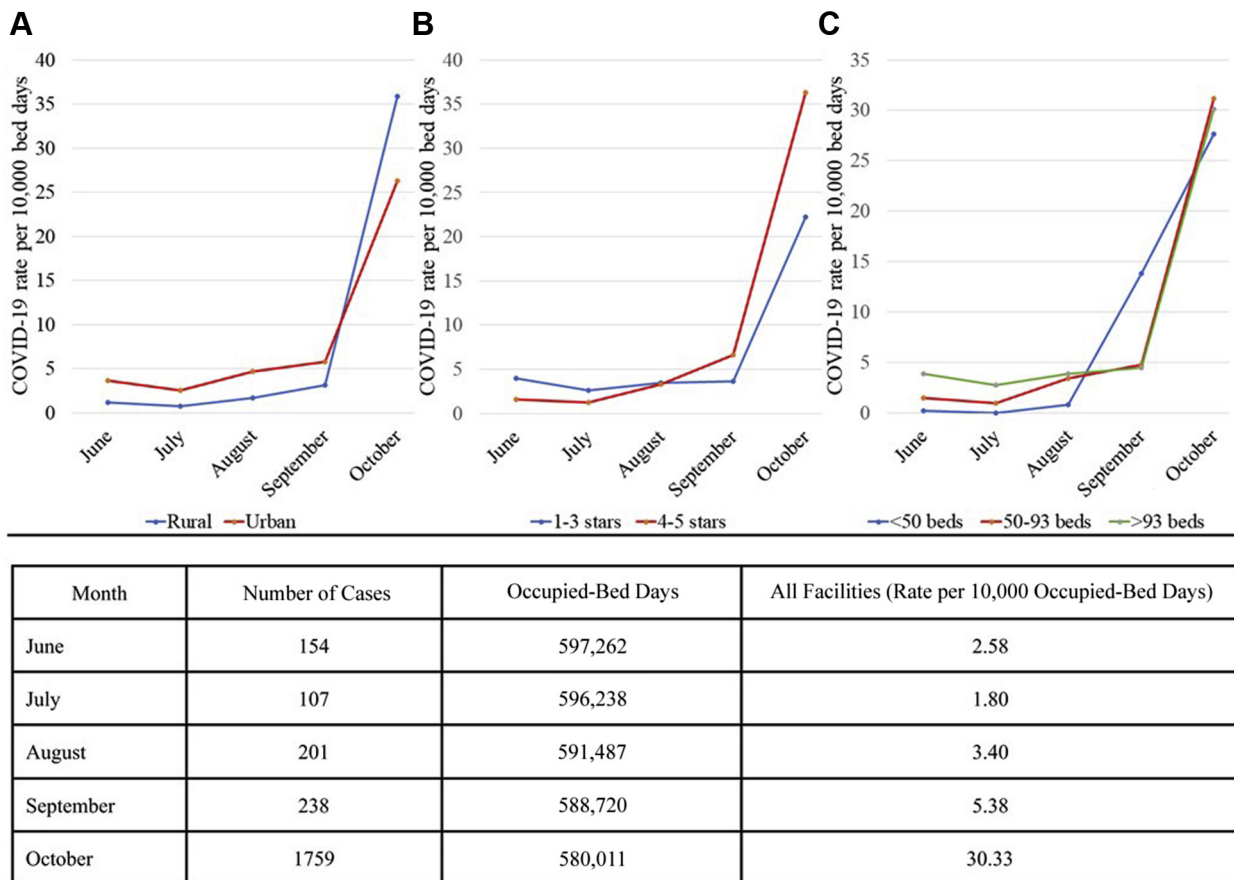 A
COVID-19 rate per 10,000 bed days
40
35
30
25
20
15
10
5
0
June
July
August
September
October
Rural
Urban
B
COVID-19 rate per 10,000 bed days
40
35
30
25
20
15
10
5
0
June
July
August
September
October
1-3 stars
4-5 stars
C
COVID-19 rate per 10,000 bed days
35
30
25
20
15
10
5
0
June
July
August
September
October
<50 beds
50-93 beds
>93 beds
Month Number of Cases Occupied-Bed Days All Facilities (Rate per 10,000 Occupied-Bed Days)
June 154 597,262 2.58
July 107 596,238 1.80
August 201 591,487 3.40
September 238 588,720 5.38
October 1759 580,011 30.33